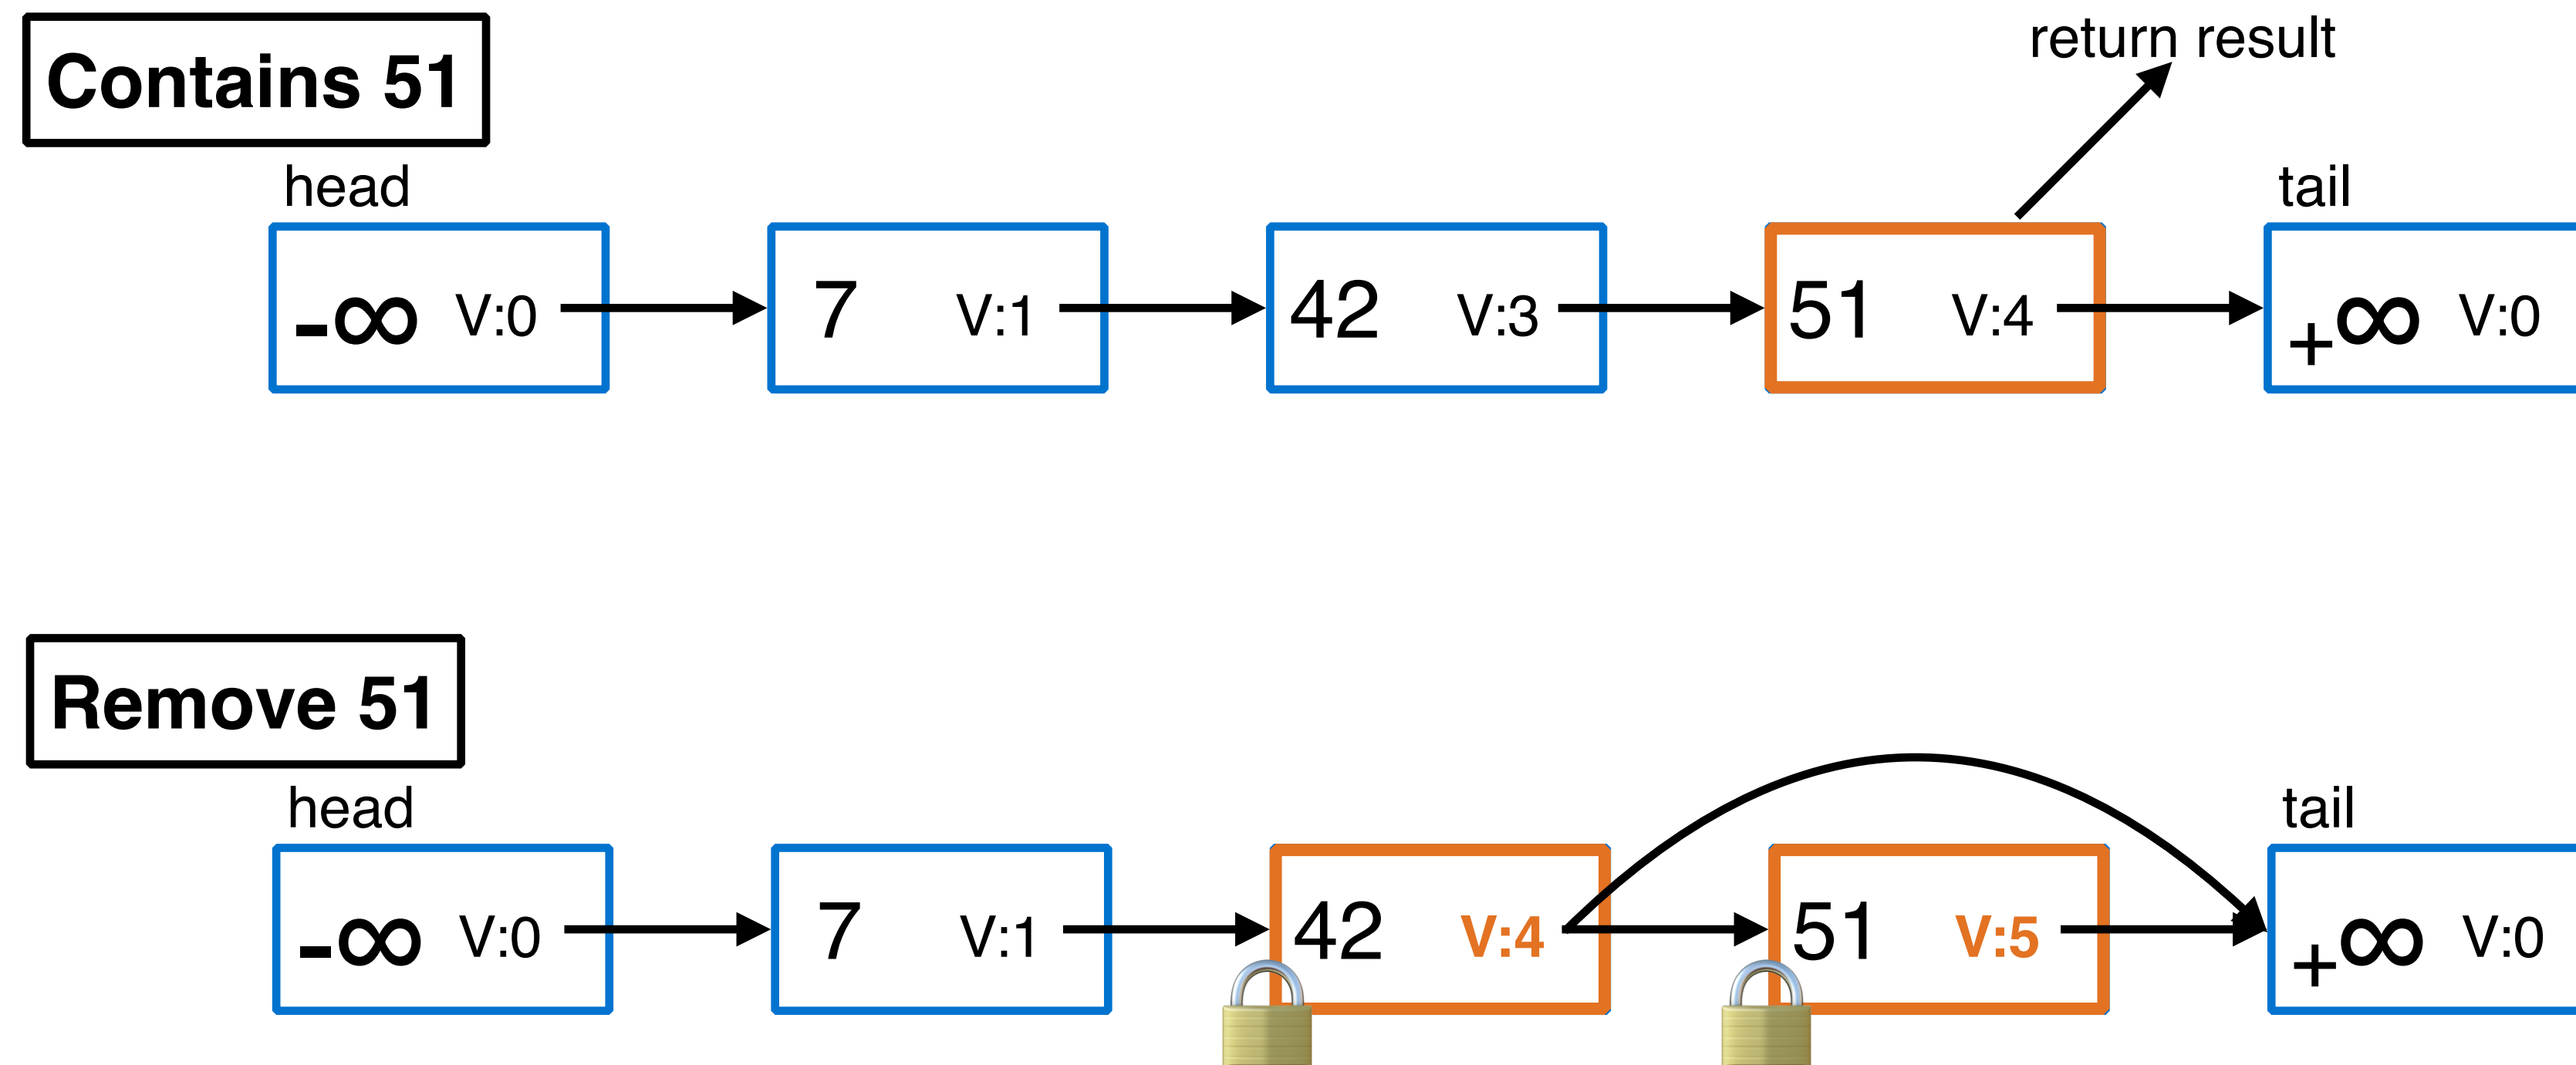 Contains 51
return result
head
tail
-∞ V:0
7 V:1
42 V:3
51 V:4
+∞ V:0
Remove 51
head
tail
-∞ V:0
7 V:1
42 V:4
51 V:5
+∞ V:0